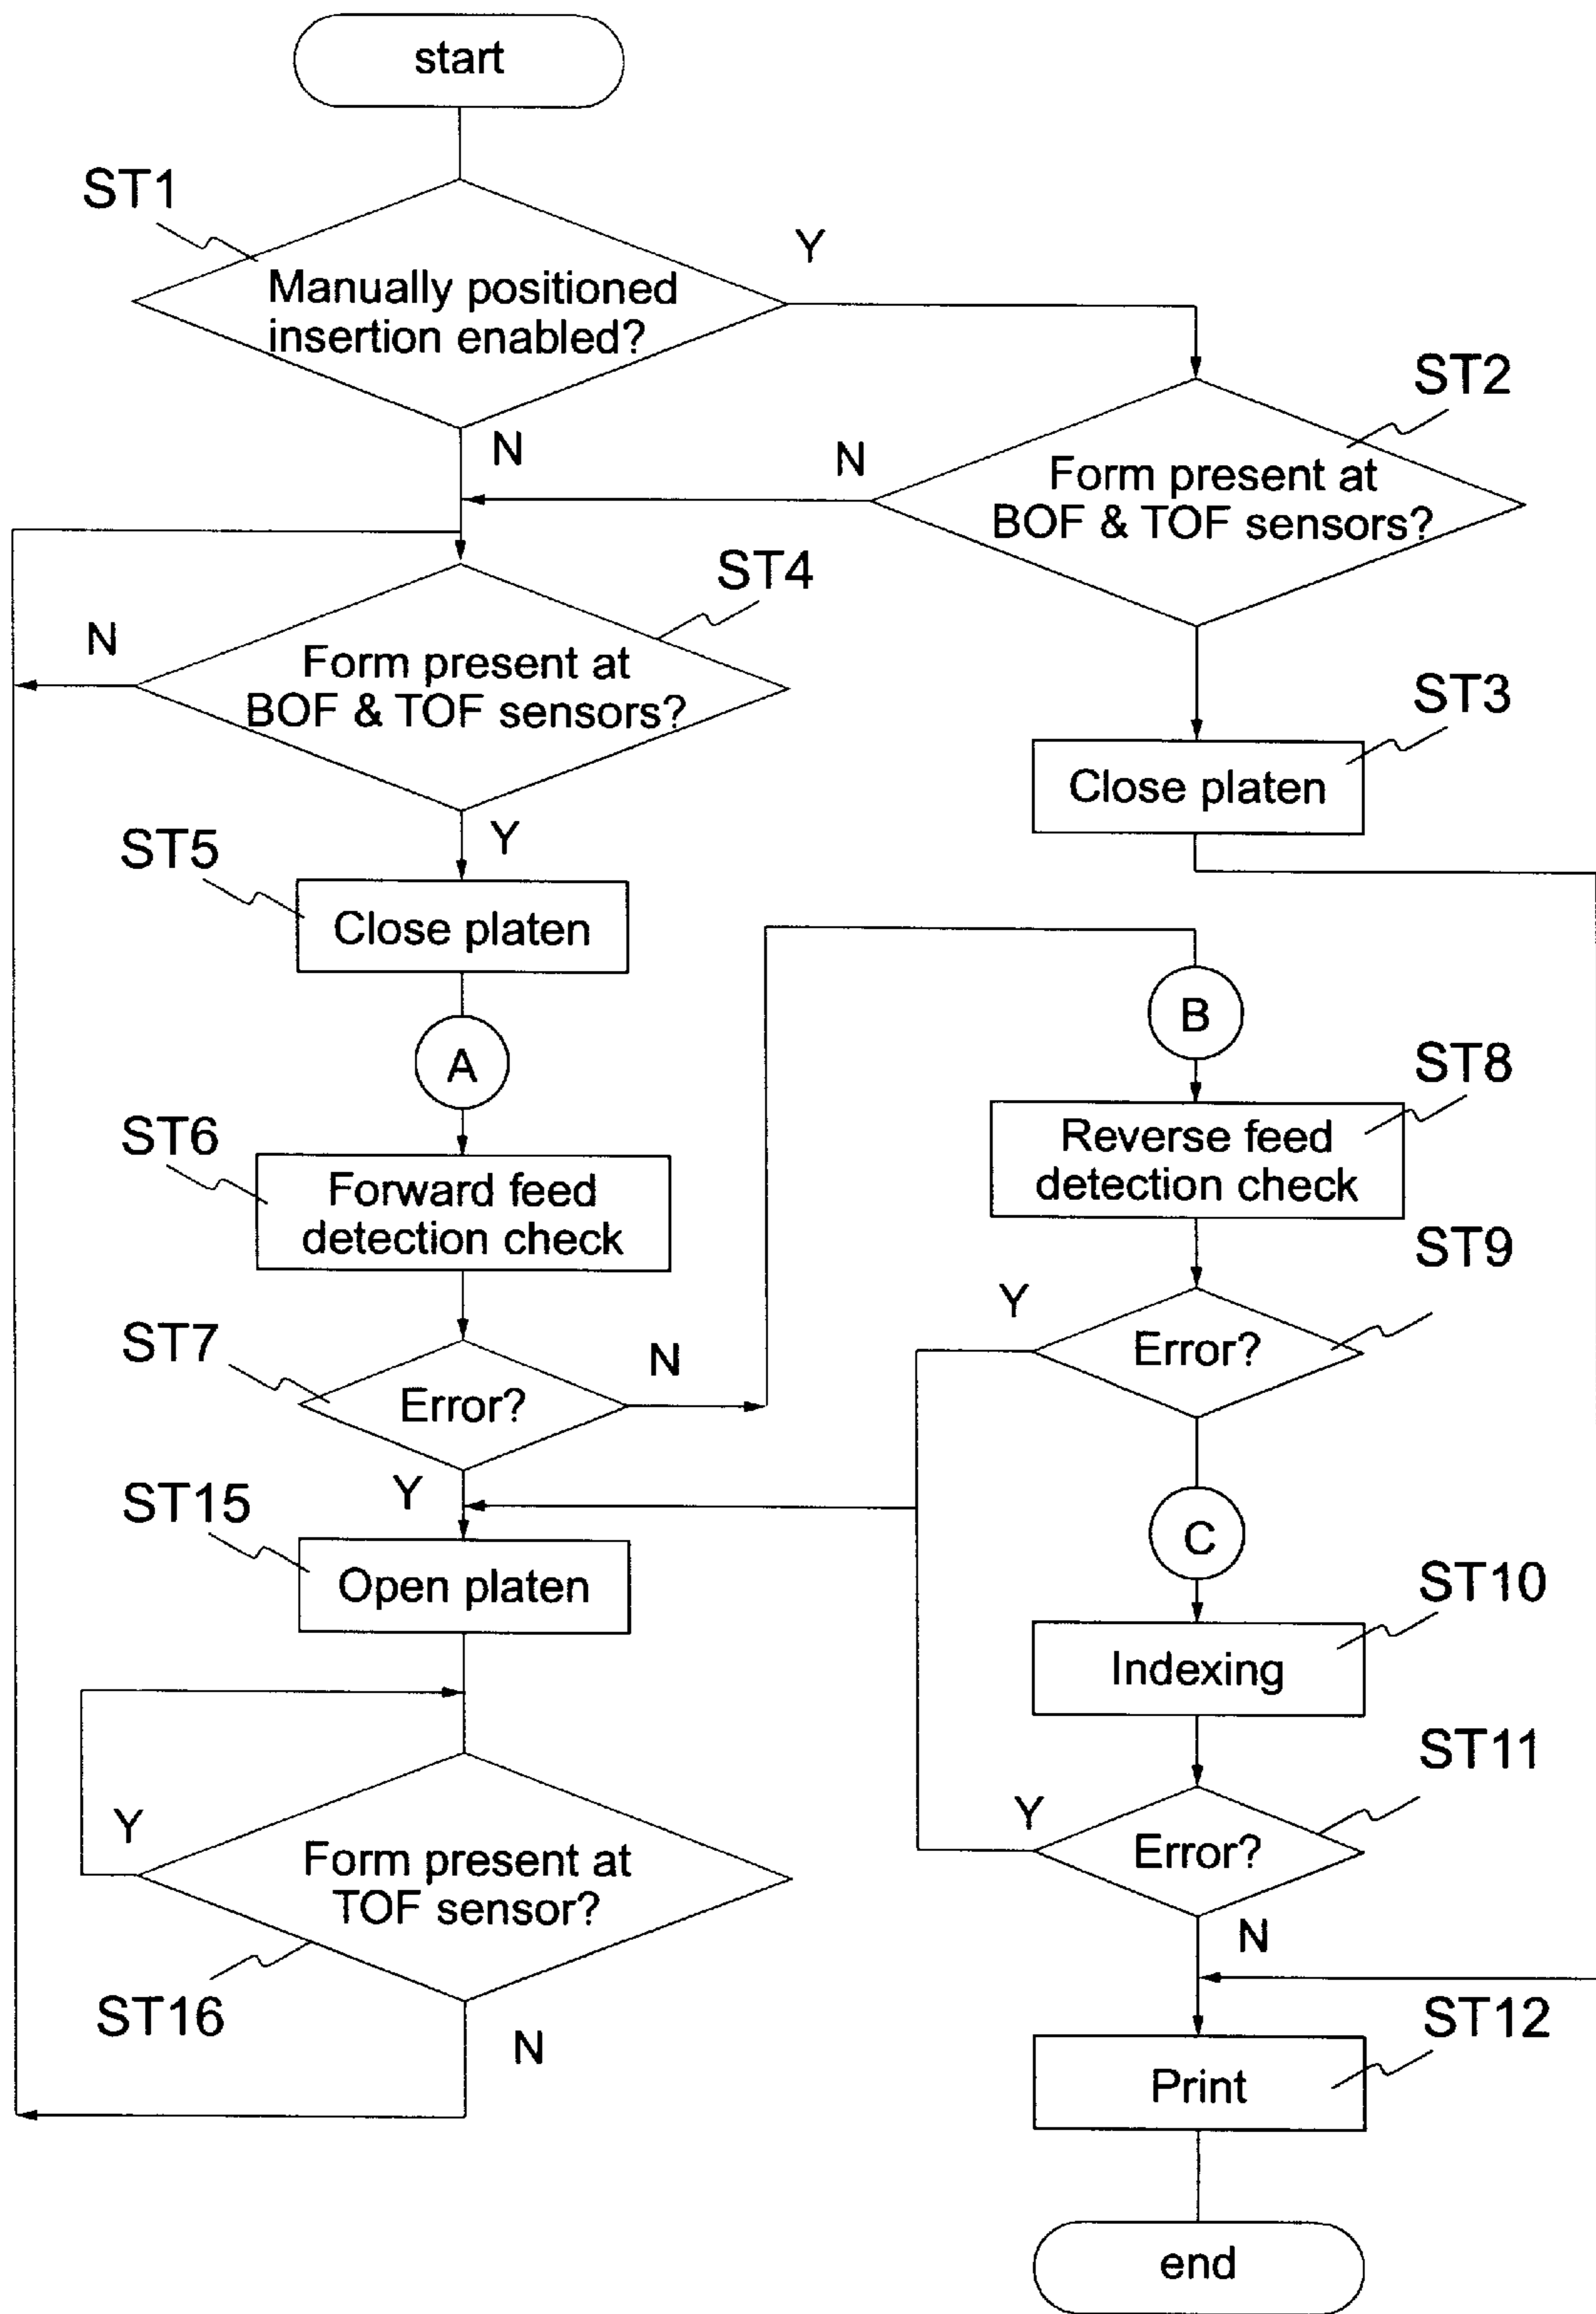 start
ST1
Manually positioned
insertion enabled?
Y
N
ST2
Form present at
BOF & TOF sensors?
N
ST4
Form present at
BOF & TOF sensors?
N
Y
ST3
Close platen
ST5
Close platen
A
B
ST6
Forward feed
detection check
ST8
Reverse feed
detection check
ST7
Error?
N
Y
ST9
Error?
Y
C
ST15
Open platen
ST10
Indexing
ST11
Error?
Y
N
Form present at
TOF sensor?
Y
ST16
N
ST12
Print
end